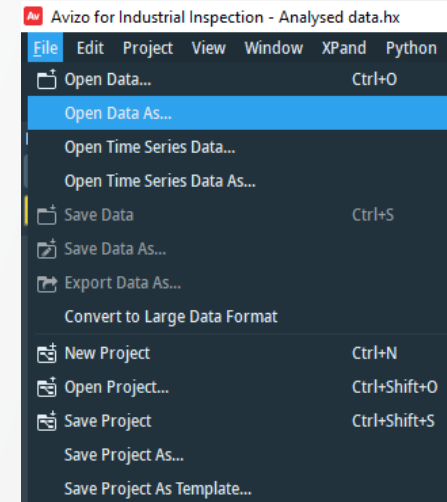 Av Avizo for Industrial Inspection - Analysed data.hx
File Edit Project View Window XPand Python
Open Data... Ctrl+O
Open Data As...
Open Time Series Data...
Open Time Series Data As...
Save Data Ctrl+S
Save Data As...
Export Data As...
Convert to Large Data Format
New Project Ctrl+N
Open Project... Ctrl+Shift+O
Save Project Ctrl+Shift+S
Save Project As...
Save Project As Template...